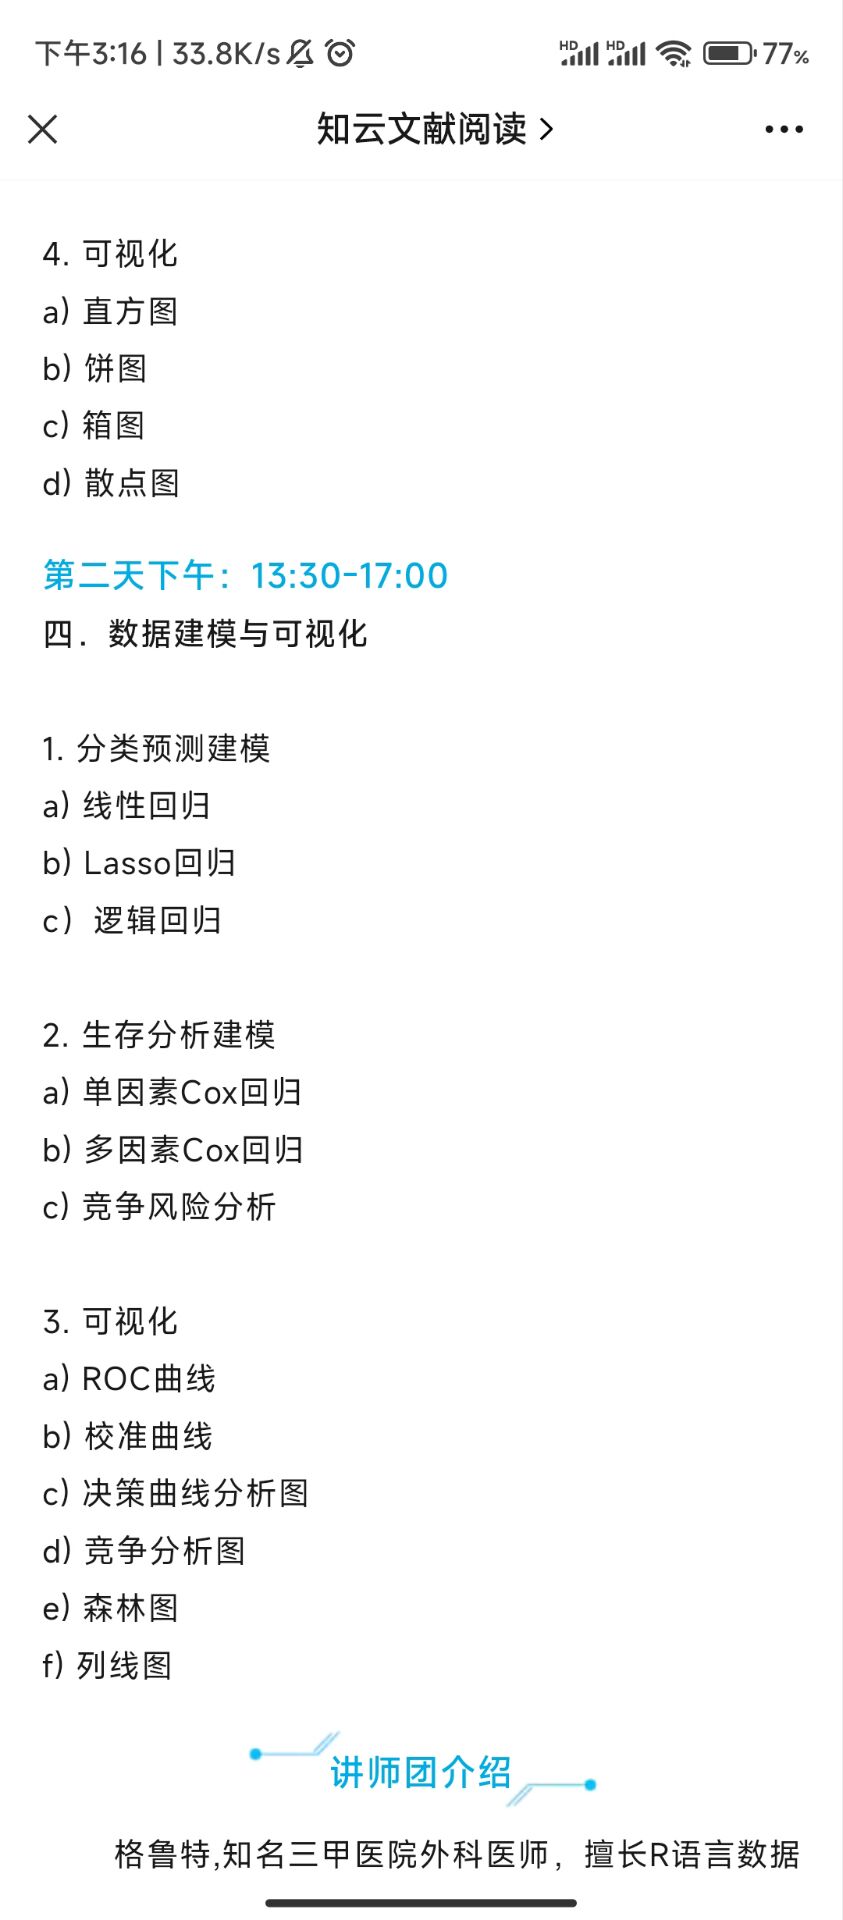 下午3:16 | 33.8K/s HD HD 77%
知云文献阅读
4. 可视化
a) 直方图
b) 饼图
c) 箱图
d) 散点图
第二天下午：13:30-17:00
四．数据建模与可视化
1. 分类预测建模
a) 线性回归
b) Lasso回归
c）逻辑回归
2. 生存分析建模
a) 单因素Cox回归
b) 多因素Cox回归
c) 竞争风险分析
3. 可视化
a) ROC曲线
b) 校准曲线
c) 决策曲线分析图
d) 竞争分析图
e) 森林图
f) 列线图
讲师团介绍
格鲁特,知名三甲医院外科医师，擅长R语言数据